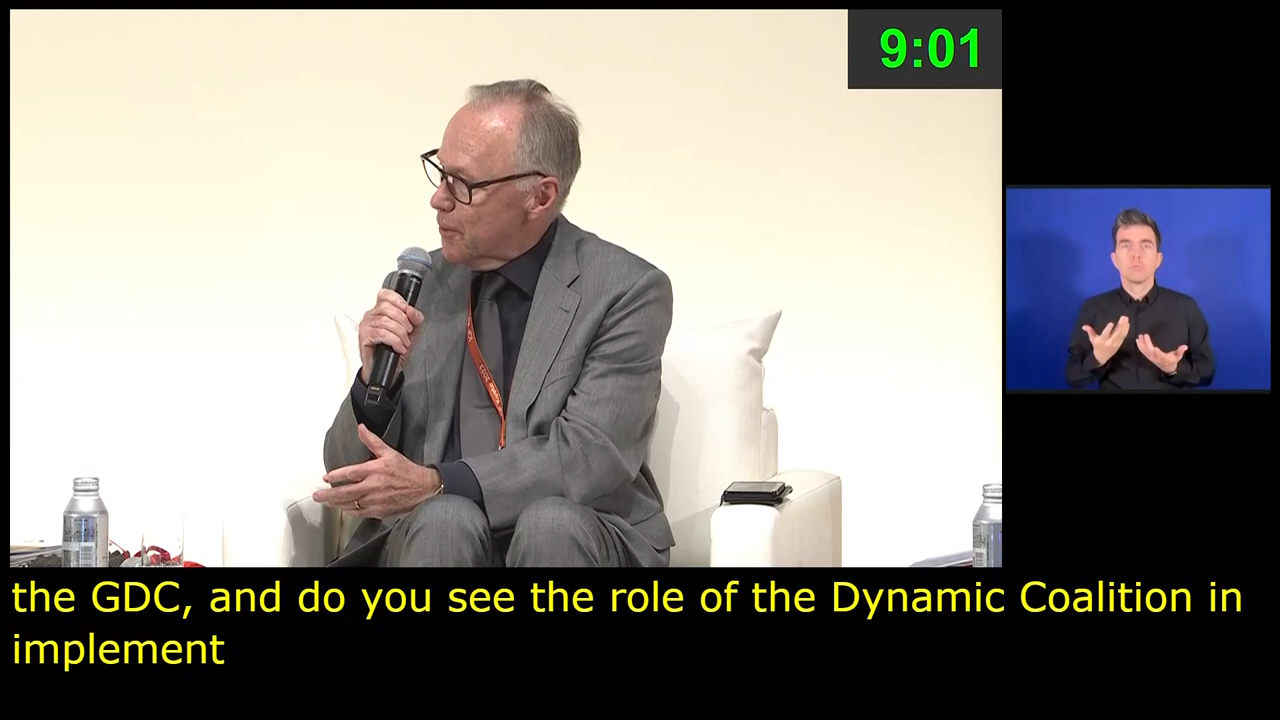 9:01
the GDC, and do you see the role of the Dynamic Coalition in
implement